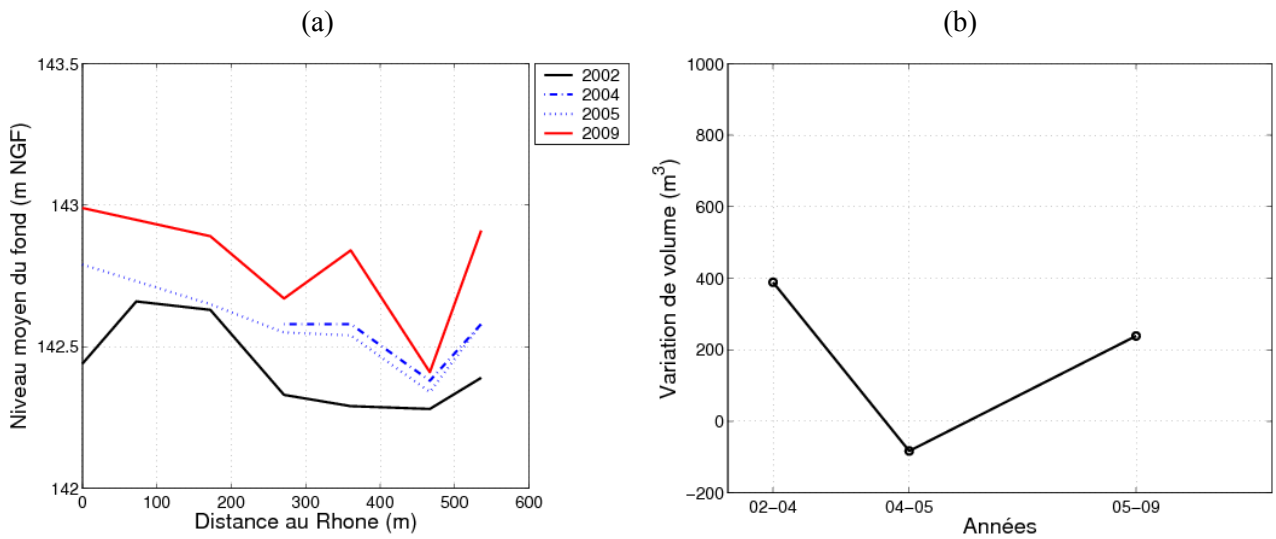 (a)
(b)
143.5
143
142.5
142
0 100 200 300 400 500 600
Niveau moyen du fond (m NGF)
Distance au Rhone (m)
2002
2004
2005
2009
1000
800
600
400
200
0
−200
02−04 04−05 05−09
Variation de volume (m³)
Années